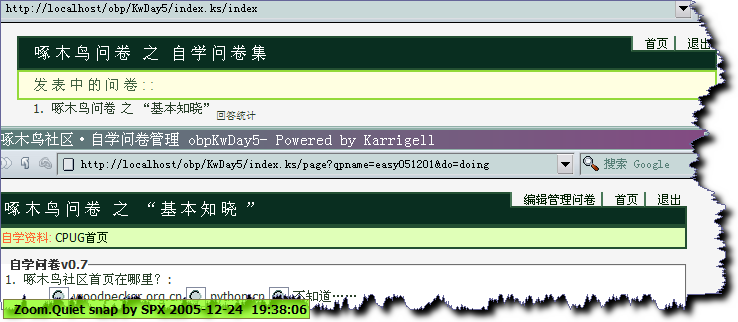 http://localhost/obp/KwDay5/index.ks/index
首页 退出
啄木鸟问卷 之 自学问卷集
发表中的问卷::
1. 啄木鸟问卷 之 “基本知晓” 回答统计
啄木鸟社区·自学问卷管理 obpKwDay5- Powered by Karrigell
http://localhost/obp/KwDay5/index.ks/page?qpname=easy051201&do=doing 搜索 Google
编辑管理问卷 首页 退出
啄木鸟问卷 之 “基本知晓”
自学资料: CPUG首页
自学问卷v0.7
1. 啄木鸟社区首页在哪里?:
woodpecker.org.cn python.cn 不知道……
Zoom.Quiet snap by SPX 2005-12-24 19:38:06